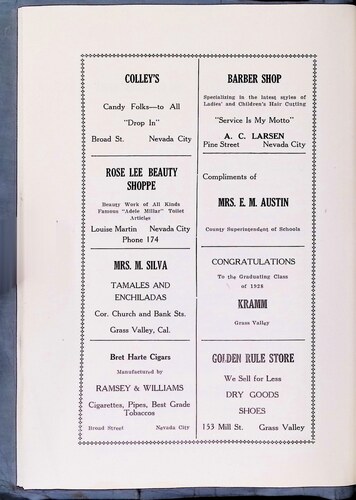 COLLEY'S
Candy Folks—to All
"Drop In"
Broad St. Nevada City
ROSE LEE BEAUTY
SHOPPE
Beauty Work of All Kinds
Famous "Adele Millar" Toilet
Articles
Louise Martin Nevada City
Phone 174
MRS. M. SILVA
TAMALES AND
ENCHILADAS
Cor. Church and Bank Sts.
Grass Valley, Cal.
Bret Harte Cigars
Manufactured by
RAMSEY & WILLIAMS
Cigarettes, Pipes, Best Grade
Tobaccos
Broad Street Nevada City
BARBER SHOP
Specializing in the latest styles of
Ladies' and Children's Hair Cutting
"Service Is My Motto"
A. C. LARSEN
Pine Street Nevada City
Compliments of
MRS. E. M. AUSTIN
County Superintendent of Schools
CONGRATULATIONS
To the Graduating Class
of 1926
KRAMM
Grass Valley
GOLDEN RULE STORE
We Sell for Less
DRY GOODS
SHOES
153 Mill St. Grass Valley